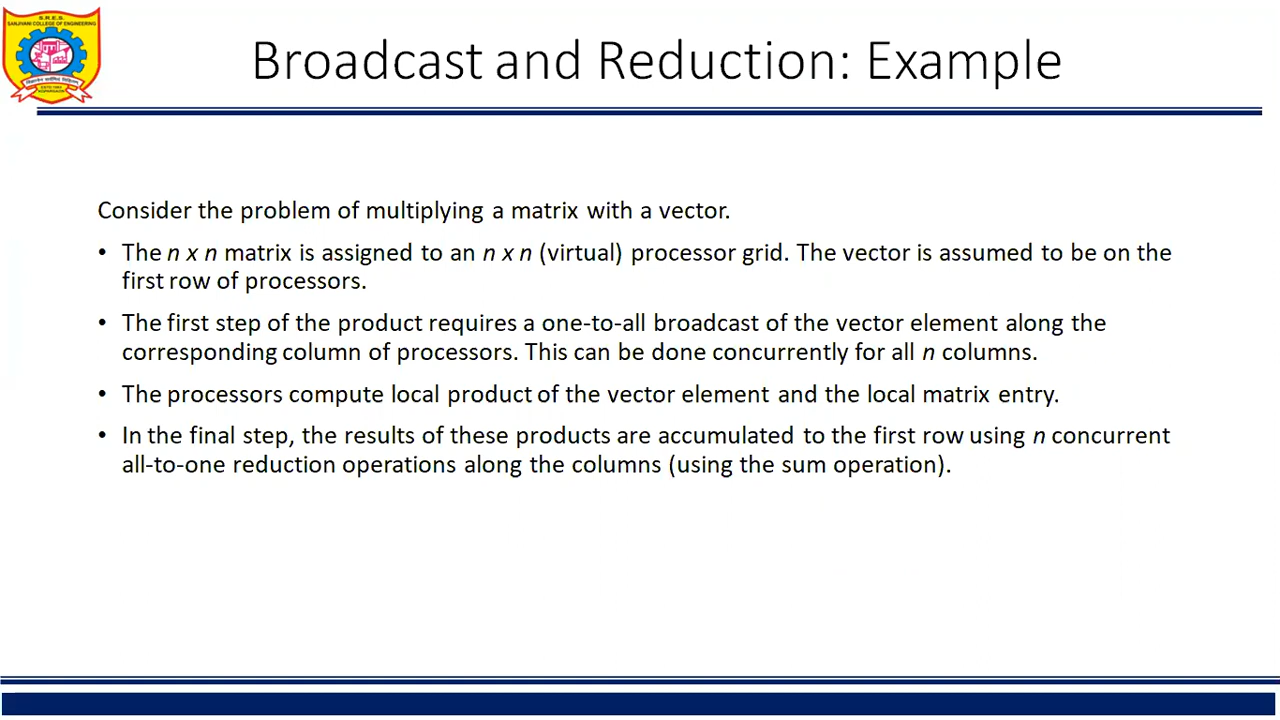 S.R.E.S.
SANJIVANI COLLEGE OF ENGINEERING
Broadcast and Reduction: Example
Consider the problem of multiplying a matrix with a vector.
• The n x n matrix is assigned to an n x n (virtual) processor grid. The vector is assumed to be on the
first row of processors.
• The first step of the product requires a one-to-all broadcast of the vector element along the
corresponding column of processors. This can be done concurrently for all n columns.
• The processors compute local product of the vector element and the local matrix entry.
• In the final step, the results of these products are accumulated to the first row using n concurrent
all-to-one reduction operations along the columns (using the sum operation).